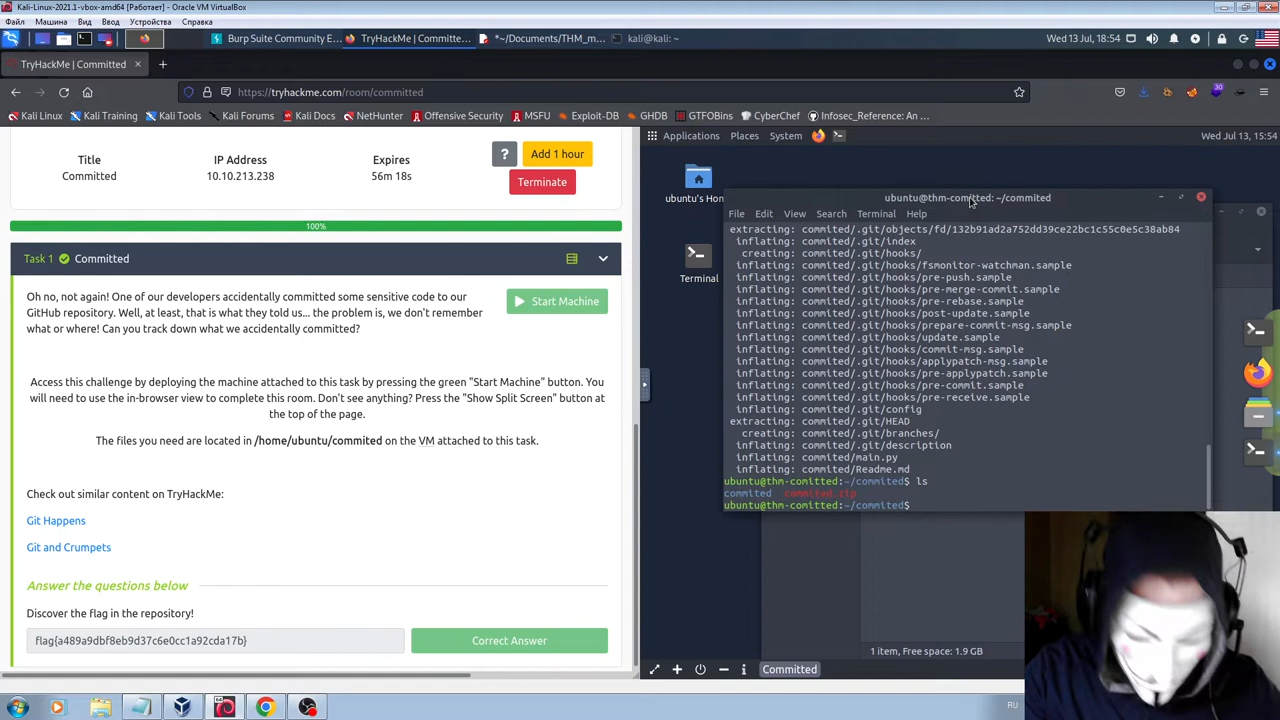 Kali-Linux-2021.1-vbox-amd64 [Работает] - Oracle VM VirtualBox
Файл Машина Вид Ввод Устройства Справка
Burp Suite Community E... TryHackMe | Committe... *~/Documents/THM_m... kali@kali: ~ Wed 13 Jul, 18:54
TryHackMe | Committed
https://tryhackme.com/room/committed
Kali Linux Kali Training Kali Tools Kali Forums Kali Docs NetHunter Offensive Security MSFU Exploit-DB GHDB GTFOBins CyberChef Infosec_Reference: An ...
Title IP Address Expires
Committed 10.10.213.238 56m 18s
? Add 1 hour
Terminate
100%
Task 1 Committed
Oh no, not again! One of our developers accidentally committed some sensitive code to our
GitHub repository. Well, at least, that is what they told us... the problem is, we don't remember
what or where! Can you track down what we accidentally committed?
Start Machine
Access this challenge by deploying the machine attached to this task by pressing the green "Start Machine" button. You
will need to use the in-browser view to complete this room. Don't see anything? Press the "Show Split Screen" button at
the top of the page.
The files you need are located in /home/ubuntu/commited on the VM attached to this task.
Check out similar content on TryHackMe:
Git Happens
Git and Crumpets
Answer the questions below
Discover the flag in the repository!
flag{a489a9dbf8eb9d37c6e0cc1a92cda17b}
Correct Answer
Applications Places System Wed Jul 13, 15:54
ubuntu's Hon
Terminal
ubuntu@thm-comitted: ~/commited
File Edit View Search Terminal Help
extracting: commited/.git/objects/fd/132b91ad2a752dd39ce22bc1c55c0e5c38ab84
inflating: commited/.git/index
creating: commited/.git/hooks/
inflating: commited/.git/hooks/fsmonitor-watchman.sample
inflating: commited/.git/hooks/pre-push.sample
inflating: commited/.git/hooks/pre-merge-commit.sample
inflating: commited/.git/hooks/pre-rebase.sample
inflating: commited/.git/hooks/post-update.sample
inflating: commited/.git/hooks/prepare-commit-msg.sample
inflating: commited/.git/hooks/update.sample
inflating: commited/.git/hooks/commit-msg.sample
inflating: commited/.git/hooks/applypatch-msg.sample
inflating: commited/.git/hooks/pre-applypatch.sample
inflating: commited/.git/hooks/pre-commit.sample
inflating: commited/.git/hooks/pre-receive.sample
inflating: commited/.git/config
extracting: commited/.git/HEAD
creating: commited/.git/branches/
inflating: commited/.git/description
inflating: commited/main.py
inflating: commited/Readme.md
ubuntu@thm-comitted:~/commited$ ls
commited commited.zip
ubuntu@thm-comitted:~/commited$
1 item, Free space: 1.9 GB
Committed
RU